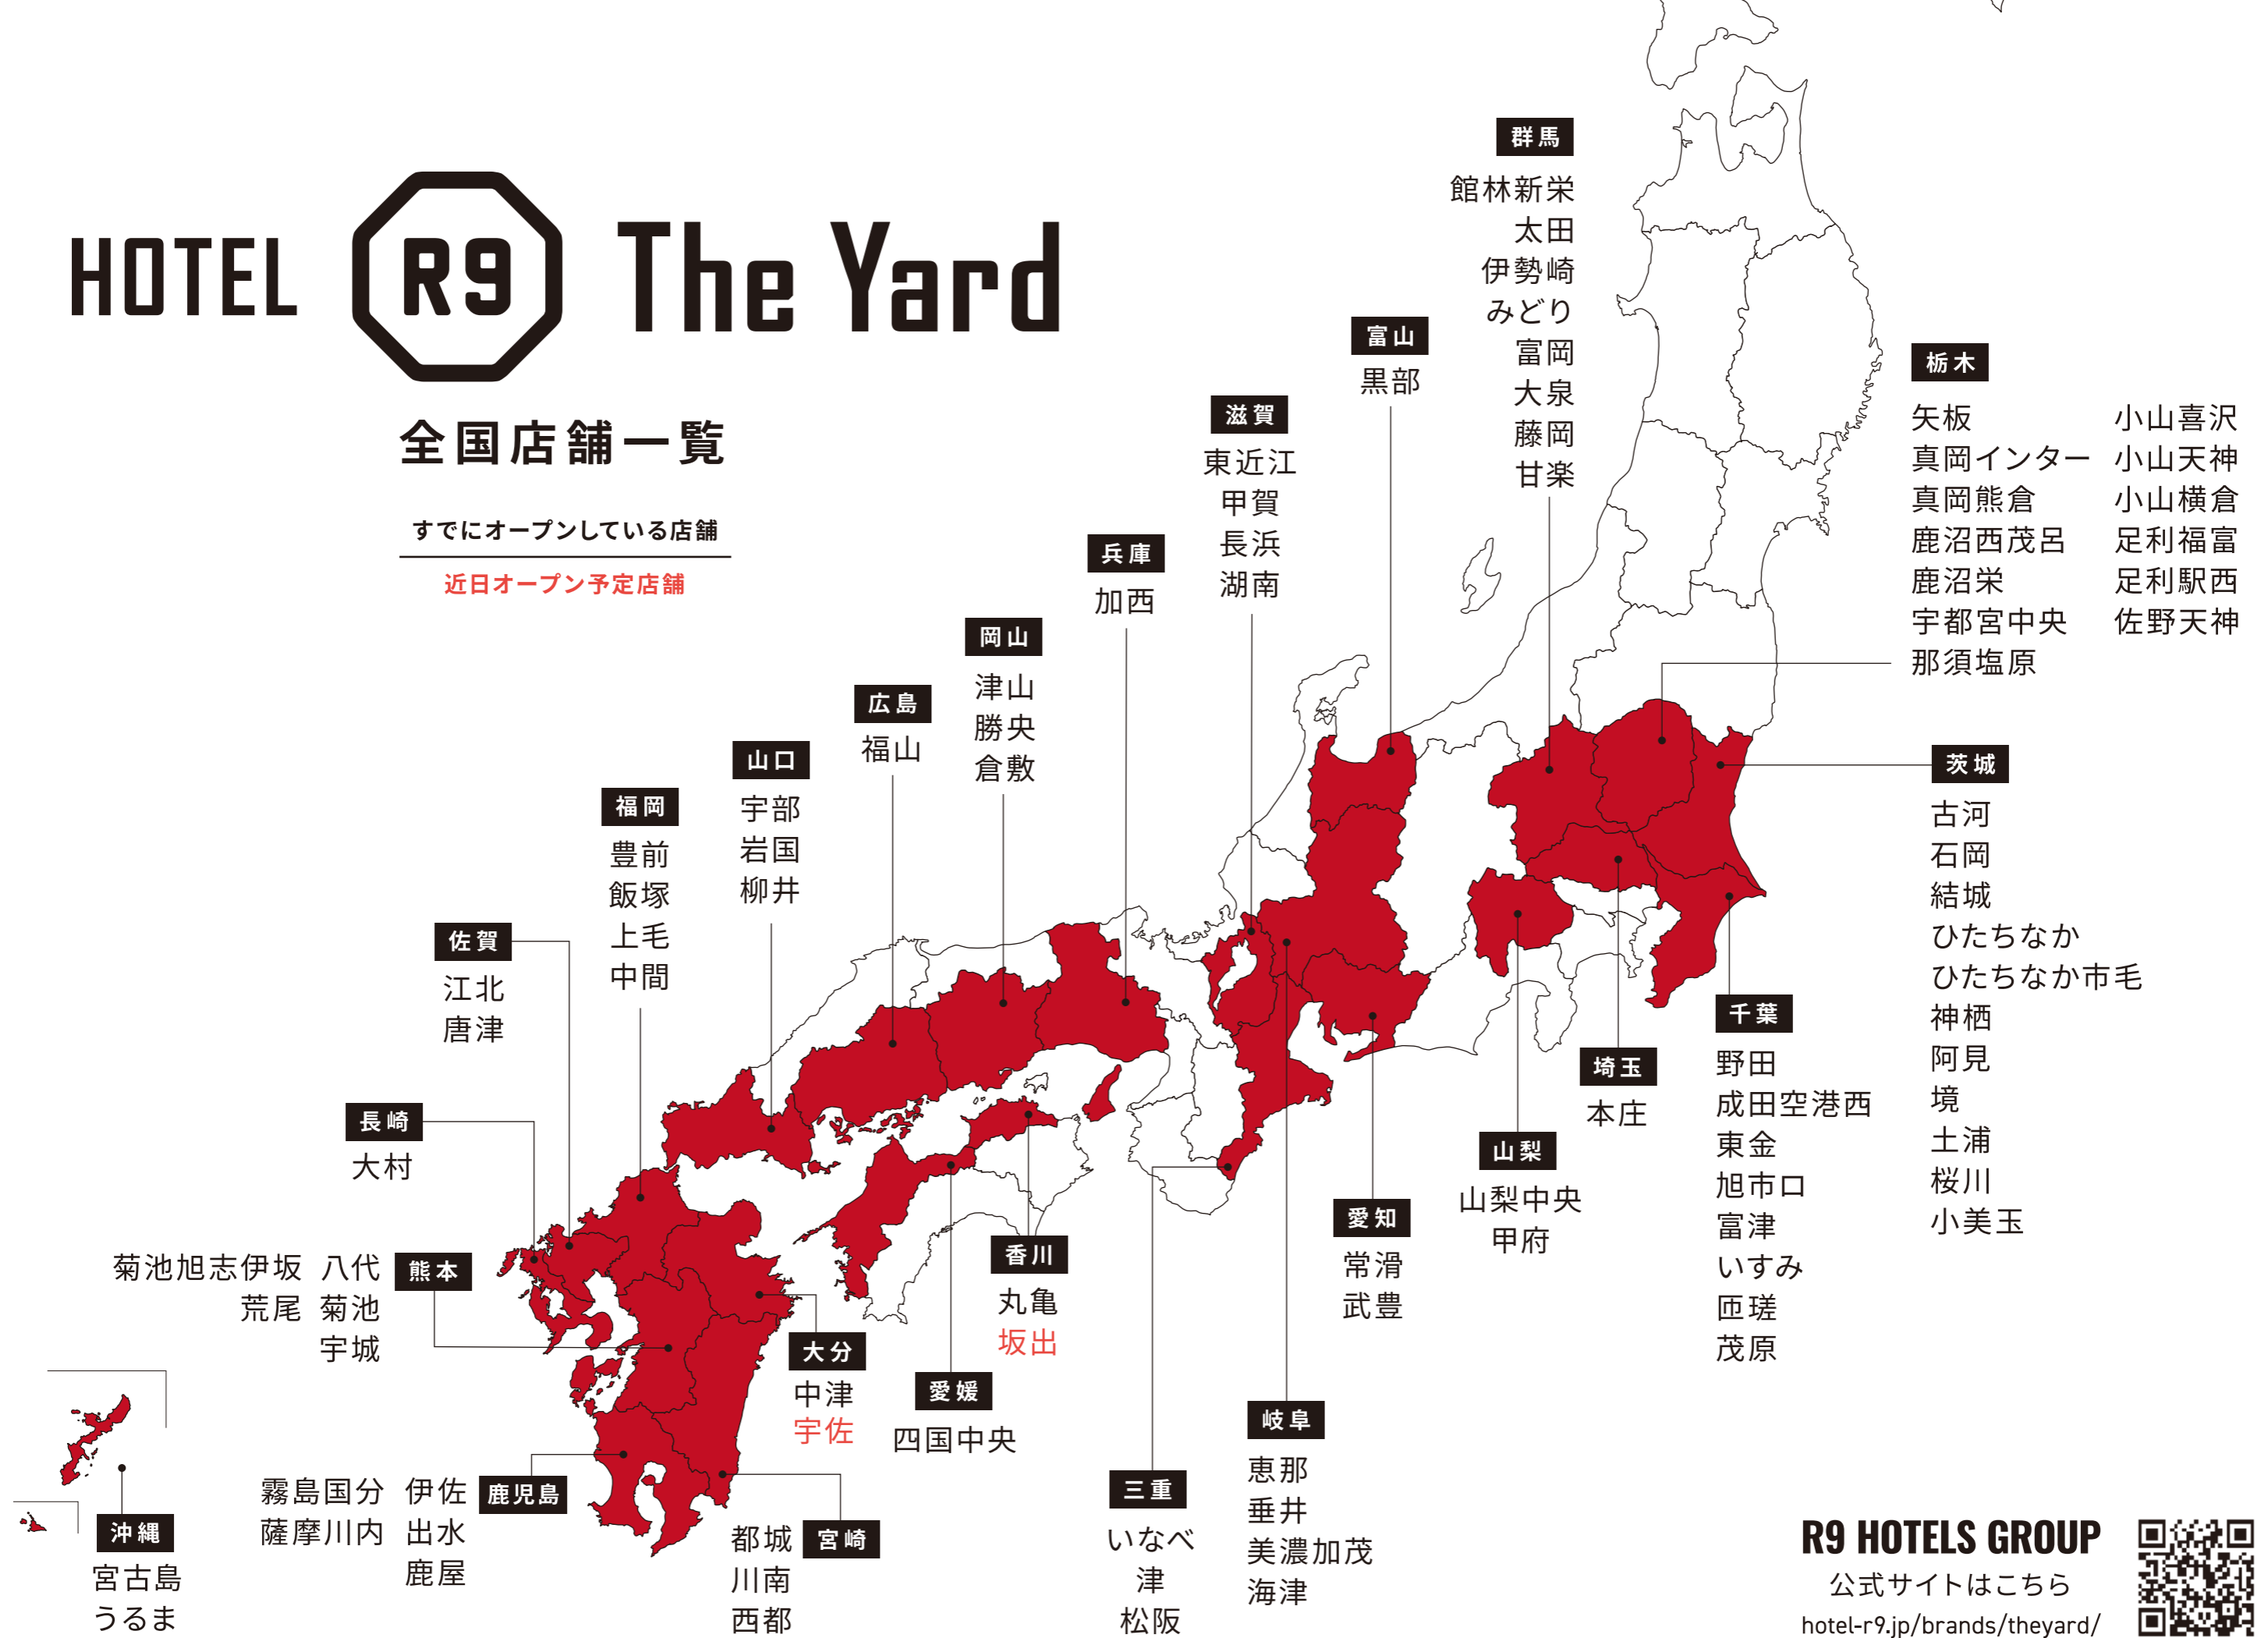 HOTEL R9 The Yard
全国店舗一覧
すでにオープンしている店舗
近日オープン予定店舗
群馬
館林新栄
太田
伊勢崎
みどり
富岡
大泉
藤岡
甘楽
富山
黒部
滋賀
東近江
甲賀
長浜
湖南
兵庫
加西
岡山
津山
勝央
倉敷
広島
福山
山口
宇部
岩国
柳井
福岡
豊前
飯塚
上毛
中間
佐賀
江北
唐津
長崎
大村
熊本
菊池旭志伊坂 八代
荒尾 菊池
宇城
鹿児島
霧島国分 伊佐
薩摩川内 出水
鹿屋
沖縄
宮古島
うるま
宮崎
都城
川南
西都
大分
中津
宇佐
愛媛
四国中央
香川
丸亀
坂出
三重
いなべ
津
松阪
岐阜
恵那
垂井
美濃加茂
海津
愛知
常滑
武豊
山梨
山梨中央
甲府
埼玉
本庄
千葉
野田
成田空港西
東金
旭市口
富津
いすみ
匝瑳
茂原
茨城
古河
石岡
結城
ひたちなか
ひたちなか市毛
神栖
阿見
境
土浦
桜川
小美玉
栃木
矢板 小山喜沢
真岡インター 小山天神
真岡熊倉 小山横倉
鹿沼西茂呂 足利福富
鹿沼栄 足利駅西
宇都宮中央 佐野天神
那須塩原
R9 HOTELS GROUP
公式サイトはこちら
hotel-r9.jp/brands/theyard/